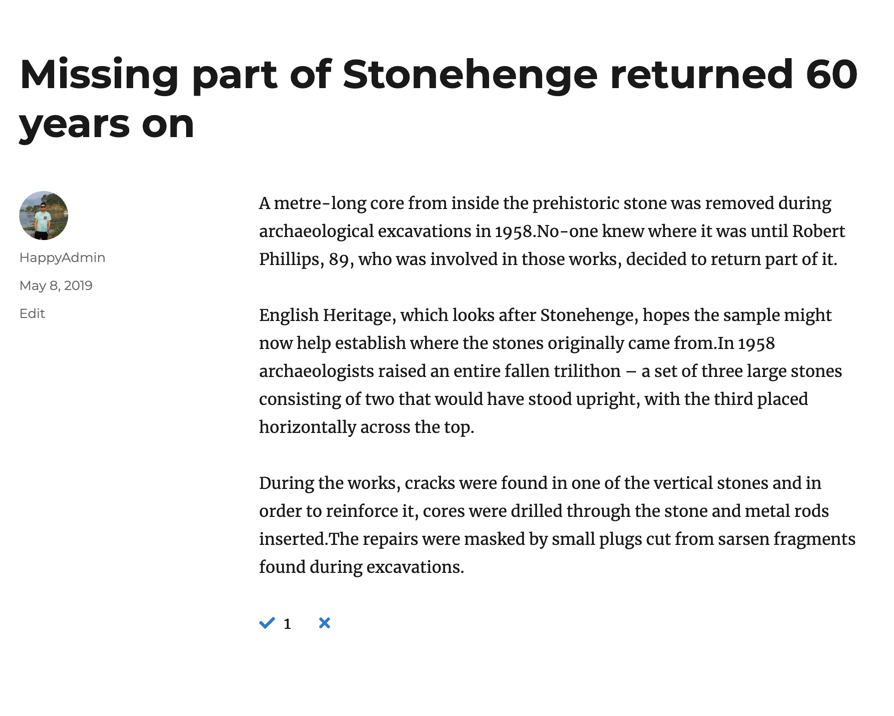 Missing part of Stonehenge returned 60
years on
HappyAdmin
May 8, 2019
Edit
A metre-long core from inside the prehistoric stone was removed during
archaeological excavations in 1958.No-one knew where it was until Robert
Phillips, 89, who was involved in those works, decided to return part of it.
English Heritage, which looks after Stonehenge, hopes the sample might
now help establish where the stones originally came from.In 1958
archaeologists raised an entire fallen trilithon – a set of three large stones
consisting of two that would have stood upright, with the third placed
horizontally across the top.
During the works, cracks were found in one of the vertical stones and in
order to reinforce it, cores were drilled through the stone and metal rods
inserted.The repairs were masked by small plugs cut from sarsen fragments
found during excavations.
1